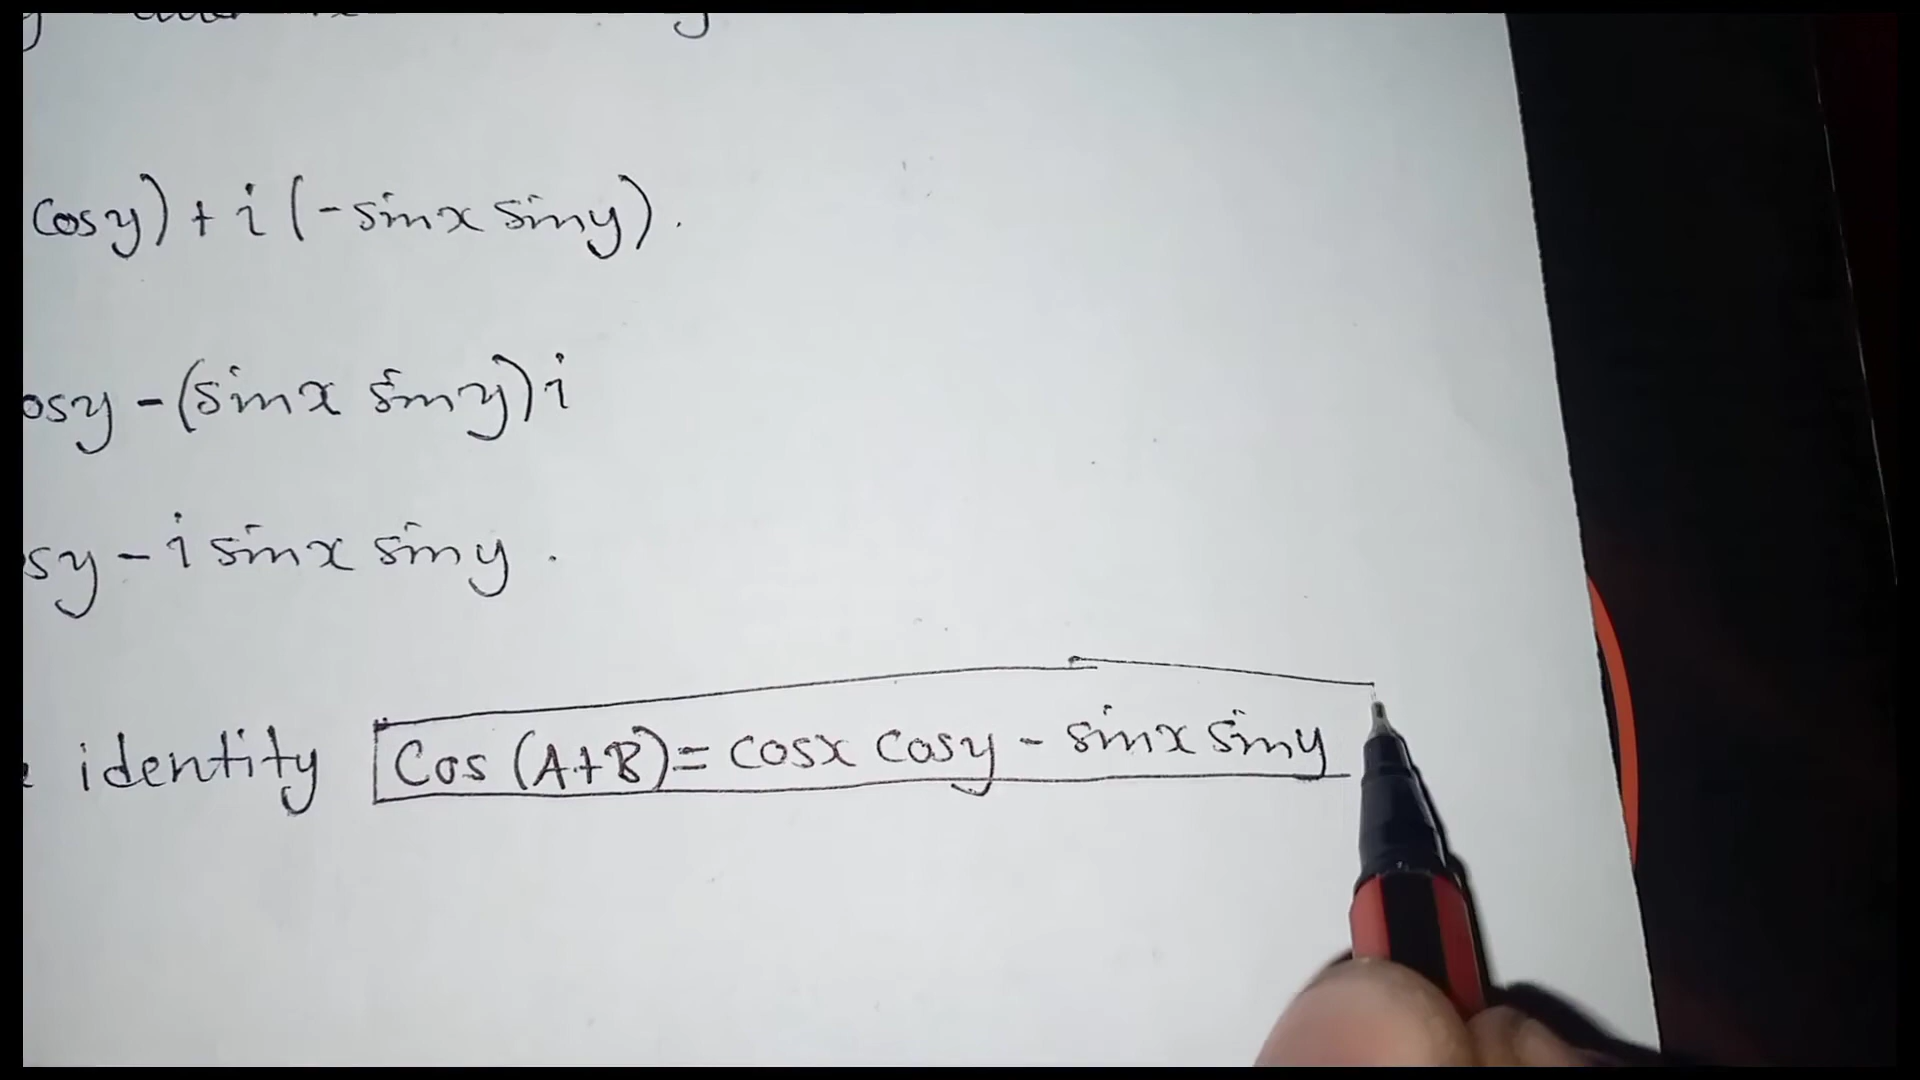 cosy) + i (-sinx siny).
osy - (sinx siny) i
sy - i sinx siny.
identity Cos (A+B) = cosx cosy - sinx siny